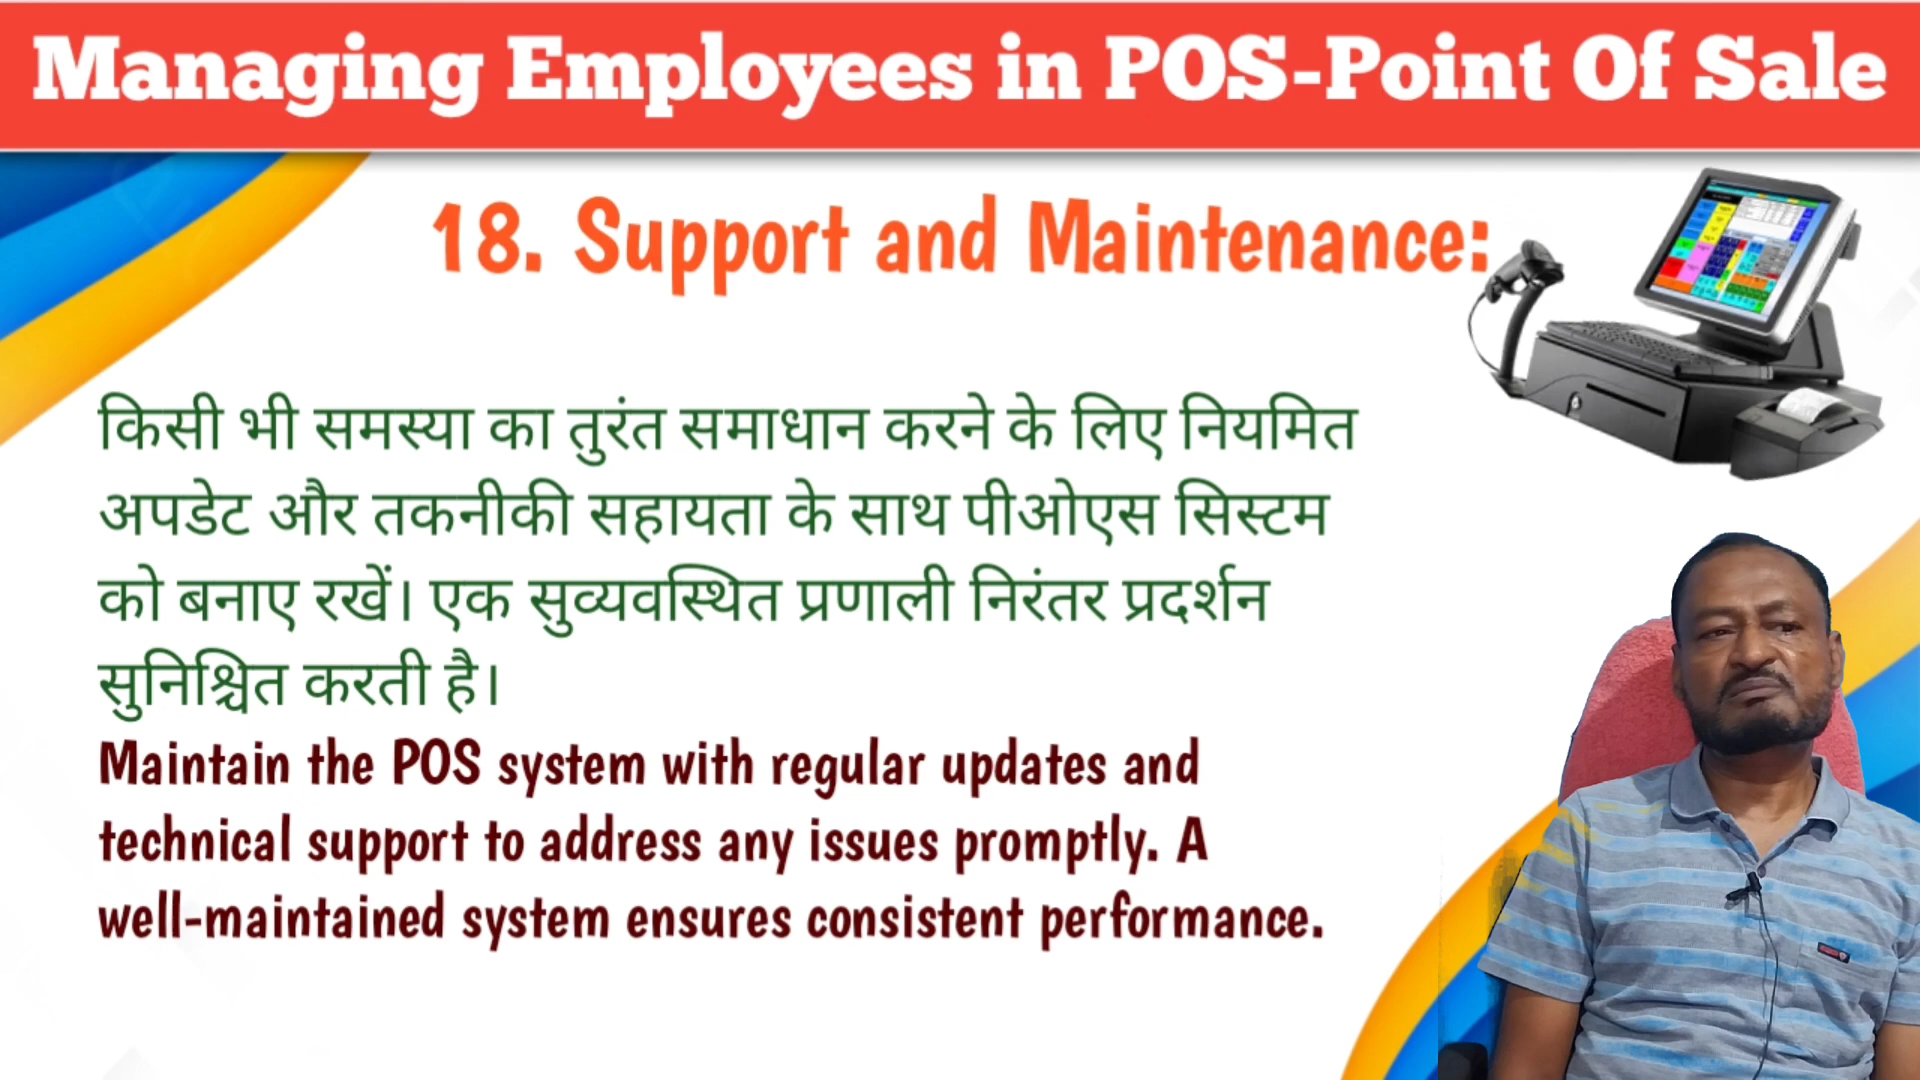 Managing Employees in POS-Point Of Sale
18. Support and Maintenance:
किसी भी समस्या का तुरंत समाधान करने के लिए नियमित
अपडेट और तकनीकी सहायता के साथ पीओएस सिस्टम
को बनाए रखें। एक सुव्यवस्थित प्रणाली निरंतर प्रदर्शन
सुनिश्चित करती है।
Maintain the POS system with regular updates and
technical support to address any issues promptly. A
well-maintained system ensures consistent performance.